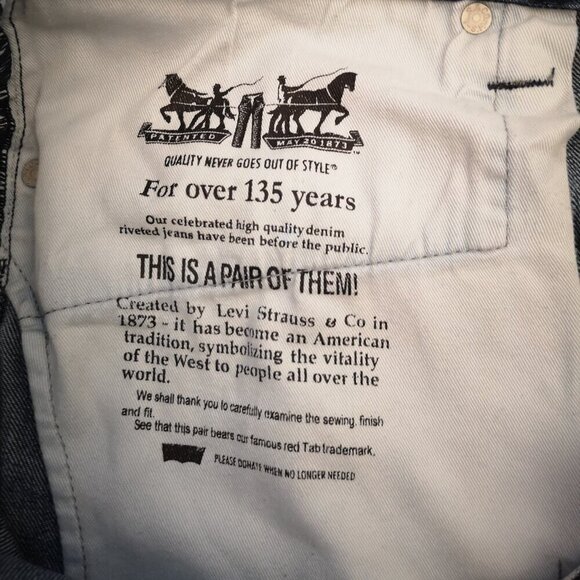 PATENTED MAY 20 1873
QUALITY NEVER GOES OUT OF STYLE
For over 135 years
Our celebrated high quality denim
riveted jeans have been before the public.
THIS IS A PAIR OF THEM!
Created by Levi Strauss & Co in
1873 - it has become an American
tradition, symbolizing the vitality
of the West to people all over the
world.
We shall thank you to carefully examine the sewing, finish
and fit.
See that this pair bears our famous red Tab trademark.
PLEASE DONATE WHEN NO LONGER NEEDED